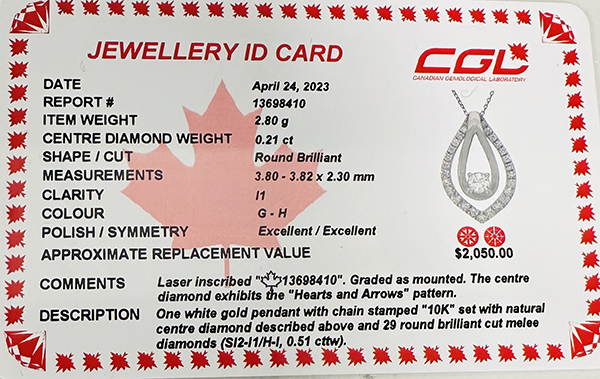 JEWELLERY ID CARD
CGL
CANADIAN GEMOLOGICAL LABORATORY
DATE April 24, 2023
REPORT # 13698410
ITEM WEIGHT 2.80 g
CENTRE DIAMOND WEIGHT 0.21 ct
SHAPE / CUT Round Brilliant
MEASUREMENTS 3.80 - 3.82 x 2.30 mm
CLARITY I1
COLOUR G - H
POLISH / SYMMETRY Excellent / Excellent
APPROXIMATE REPLACEMENT VALUE $2,050.00
COMMENTS Laser inscribed "13698410". Graded as mounted. The centre
diamond exhibits the "Hearts and Arrows" pattern.
DESCRIPTION One white gold pendant with chain stamped "10K" set with natural
centre diamond described above and 29 round brilliant cut melee
diamonds (SI2-I1/H-I, 0.51 cttw).